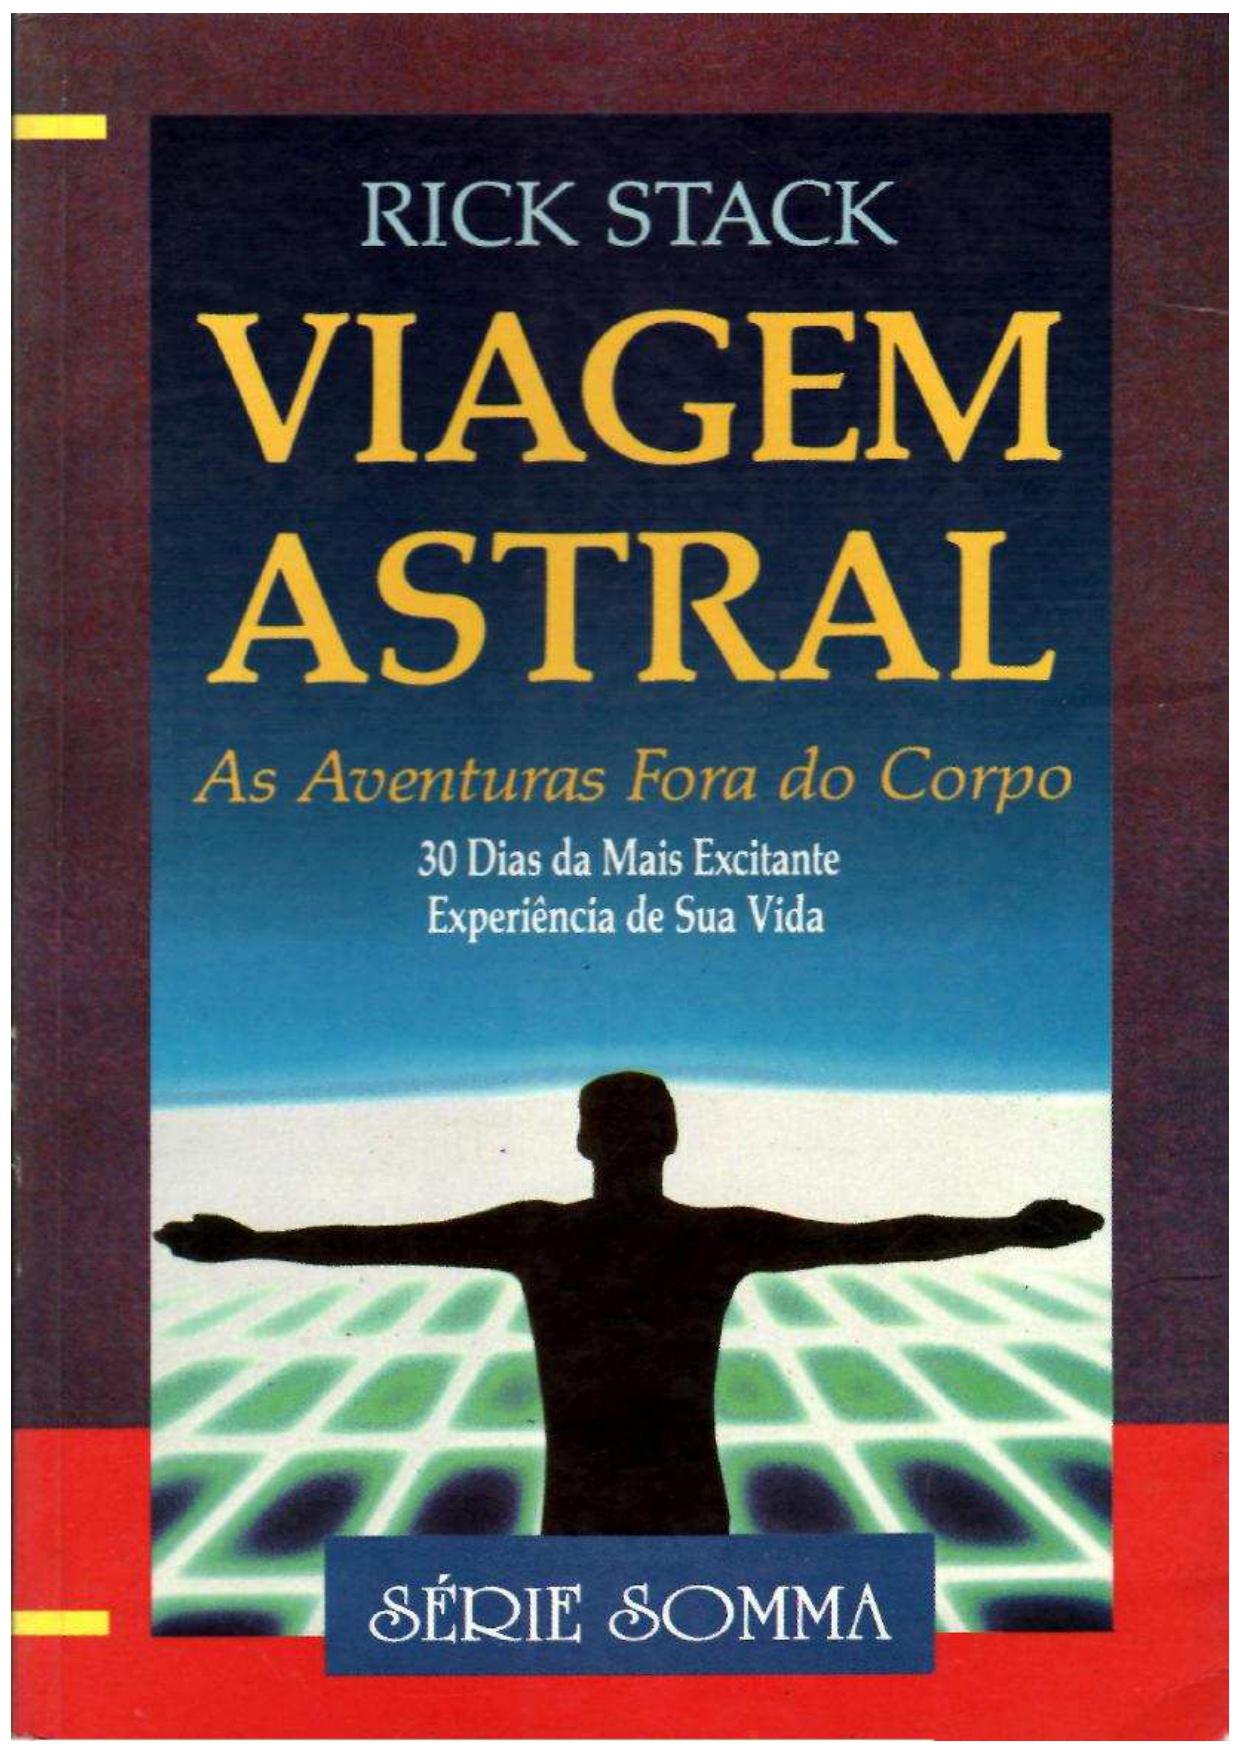 RICK STACK
VIAGEM
ASTRAL
As Aventuras Fora do Corpo
30 Dias da Mais Excitante
Experiência de Sua Vida
SÉRIE SOMMA